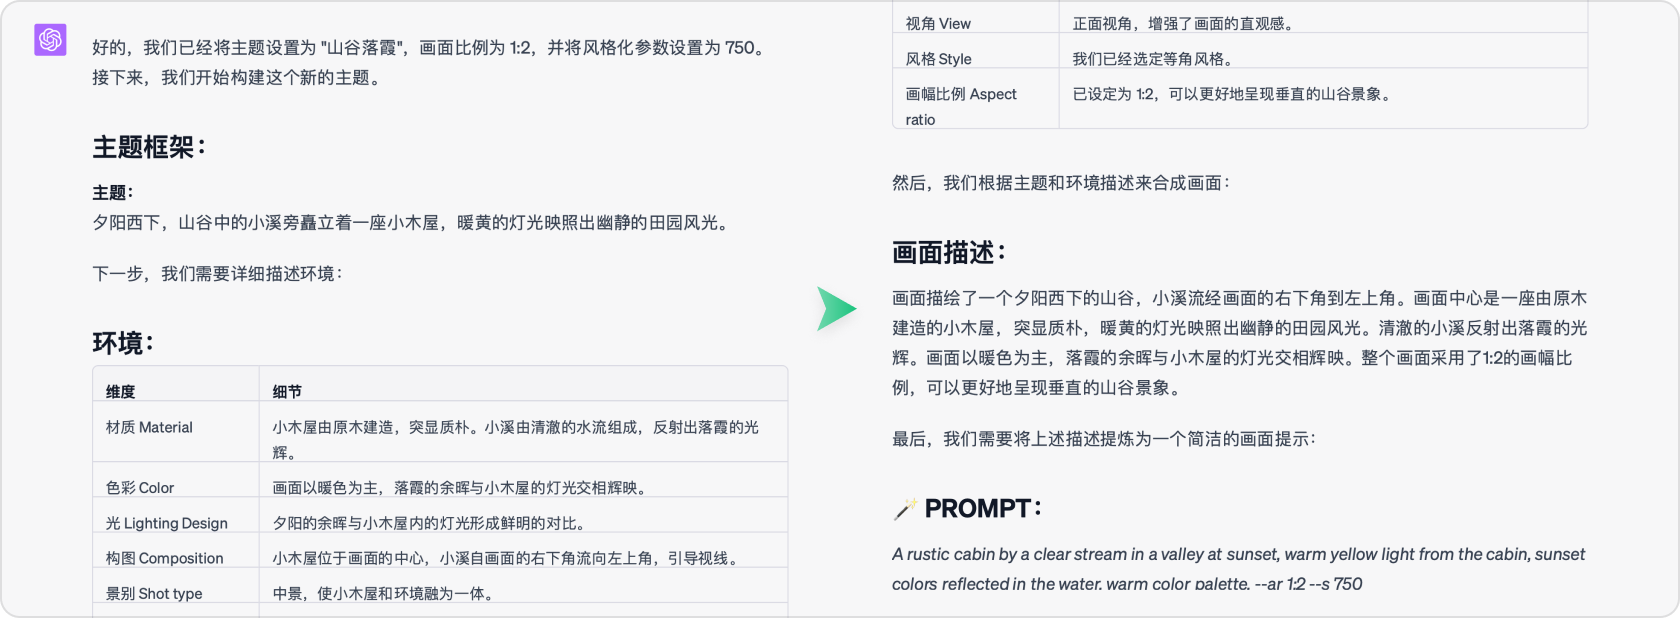 好的，我们已经将主题设置为 "山谷落霞"，画面比例为 1:2，并将风格化参数设置为 750。
接下来，我们开始构建这个新的主题。
主题框架：
主题：
夕阳西下，山谷中的小溪旁矗立着一座小木屋，暖黄的灯光映照出幽静的田园风光。
下一步，我们需要详细描述环境：
环境：
维度 细节
材质 Material 小木屋由原木建造，突显质朴。小溪由清澈的水流组成，反射出落霞的光
辉。
色彩 Color 画面以暖色为主，落霞的余晖与小木屋的灯光交相辉映。
光 Lighting Design 夕阳的余晖与小木屋内的灯光形成鲜明的对比。
构图 Composition 小木屋位于画面的中心，小溪自画面的右下角流向左上角，引导视线。
景别 Shot type 中景，使小木屋和环境融为一体。
视角 View 正面视角，增强了画面的直观感。
风格 Style 我们已经选定等角风格。
画幅比例 Aspect 已设定为 1:2，可以更好地呈现垂直的山谷景象。
ratio
然后，我们根据主题和环境描述来合成画面：
画面描述：
画面描绘了一个夕阳西下的山谷，小溪流经画面的右下角到左上角。画面中心是一座由原木
建造的小木屋，突显质朴，暖黄的灯光映照出幽静的田园风光。清澈的小溪反射出落霞的光
辉。画面以暖色为主，落霞的余晖与小木屋的灯光交相辉映。整个画面采用了1:2的画幅比
例，可以更好地呈现垂直的山谷景象。
最后，我们需要将上述描述提炼为一个简洁的画面提示：
PROMPT：
A rustic cabin by a clear stream in a valley at sunset, warm yellow light from the cabin, sunset
colors reflected in the water, warm color palette. --ar 1:2 --s 750